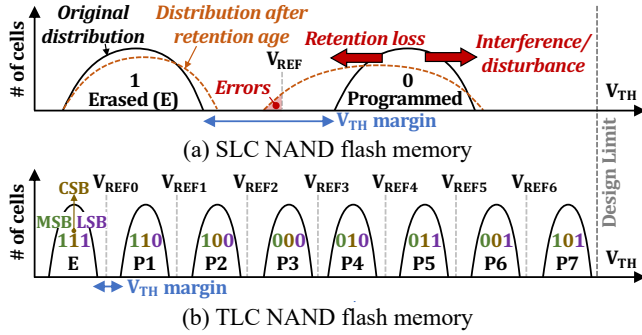 Original distribution
Distribution after retention age
Retention loss
Interference/ disturbance
V_REF
# of cells
1
Erased (E)
Errors
0
Programmed
V_TH
V_TH margin
(a) SLC NAND flash memory
Design Limit
# of cells
CSB
MSB LSB
V_REF0 V_REF1 V_REF2 V_REF3 V_REF4 V_REF5 V_REF6
111 110 100 000 010 011 001 101
E P1 P2 P3 P4 P5 P6 P7
V_TH
V_TH margin
(b) TLC NAND flash memory